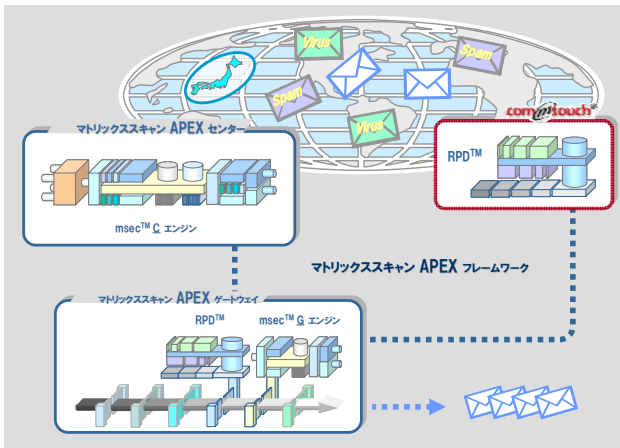 Virus
Spam
Spam
Virus
commtouch
マトリックススキャン APEX センター
RPD™
msec™ C エンジン
マトリックススキャン APEX フレームワーク
マトリックススキャン APEX ゲートウェイ
RPD™
msec™ G エンジン